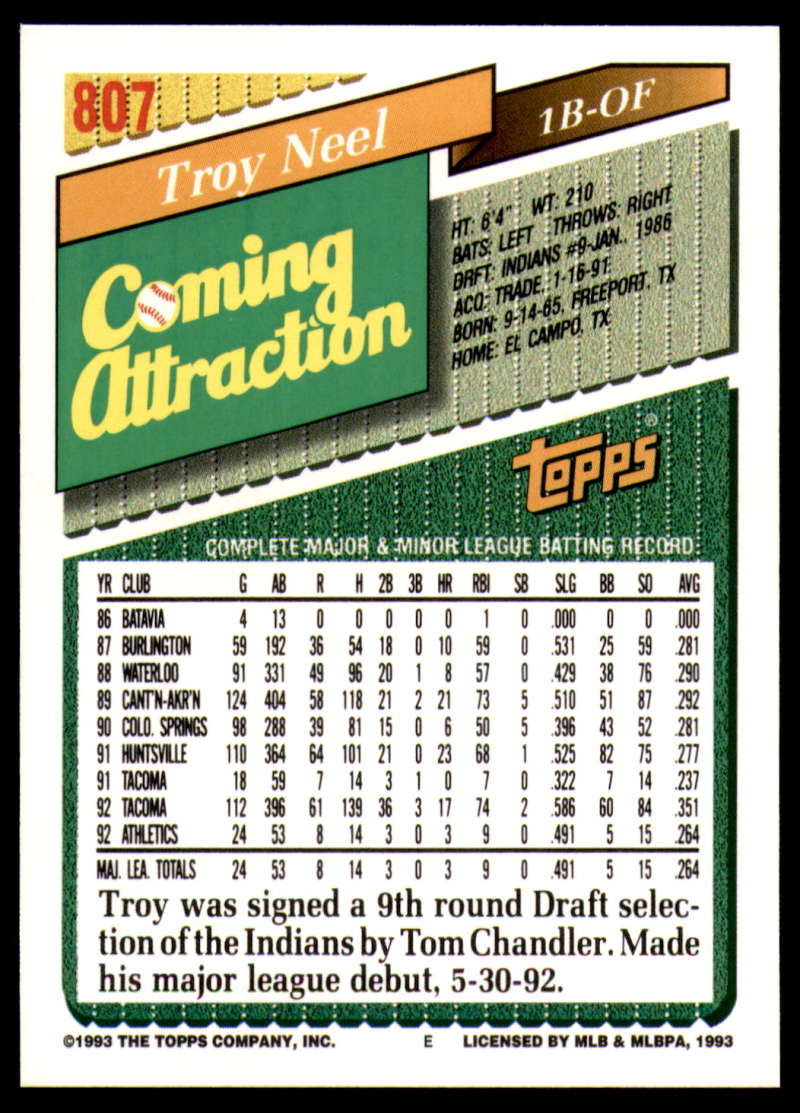 807
Troy Neel
1B-OF
Coming
Attraction
HT: 6'4" WT: 210
BATS: LEFT THROWS: RIGHT
DRFT: INDIANS #9-JAN., 1986
ACQ: TRADE, 1-16-91
BORN: 9-14-65, FREEPORT, TX
HOME: EL CAMPO, TX
TOPPS®
COMPLETE MAJOR & MINOR LEAGUE BATTING RECORD
YR CLUB G AB R H 2B 3B HR RBI SB SLG BB SO AVG
86 BATAVIA 4 13 0 0 0 0 0 1 0 .000 0 0 .000
87 BURLINGTON 59 192 36 54 18 0 10 59 0 .531 25 59 .281
88 WATERLOO 91 331 49 96 20 1 8 57 0 .429 38 76 .290
89 CANT'N-AKR'N 124 404 58 118 21 2 21 73 5 .510 51 87 .292
90 COLO. SPRINGS 98 288 39 81 15 0 6 50 5 .396 43 52 .281
91 HUNTSVILLE 110 364 64 101 21 0 23 68 1 .525 82 75 .277
91 TACOMA 18 59 7 14 3 1 0 7 0 .322 7 14 .237
92 TACOMA 112 396 61 139 36 3 17 74 2 .586 60 84 .351
92 ATHLETICS 24 53 8 14 3 0 3 9 0 .491 5 15 .264
MAJ. LEA. TOTALS 24 53 8 14 3 0 3 9 0 .491 5 15 .264
Troy was signed a 9th round Draft selec-
tion of the Indians by Tom Chandler. Made
his major league debut, 5-30-92.
©1993 THE TOPPS COMPANY, INC. E LICENSED BY MLB & MLBPA, 1993